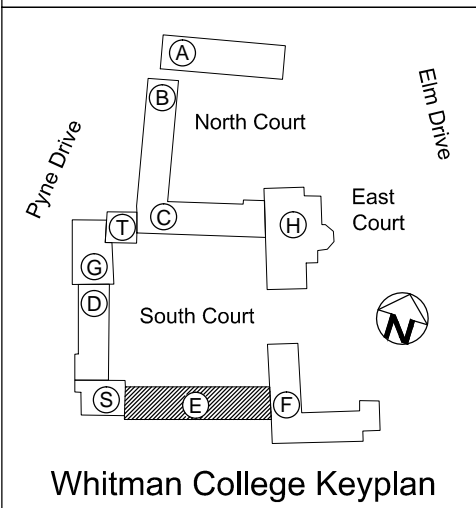 A
B
North Court
Elm Drive
Pyne Drive
C
T
H
East
Court
G
D
South Court
N
S
E
F
Whitman College Keyplan